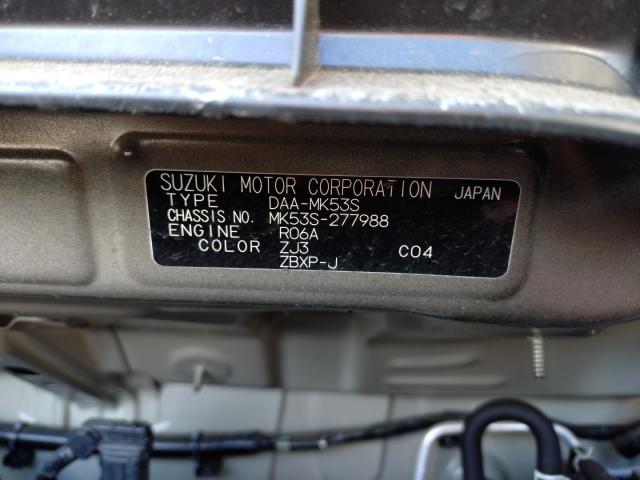 SUZUKI MOTOR CORPORATION JAPAN
TYPE DAA-MK53S
CHASSIS NO. MK53S-277988
ENGINE R06A
COLOR ZJ3 C04
ZBXP-J